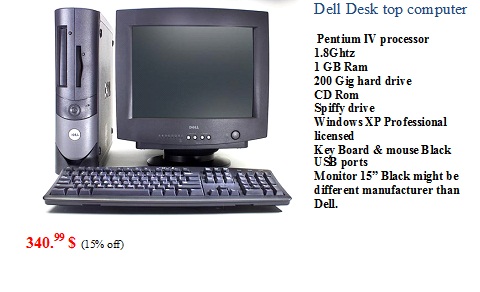 Dell Desk top computer
Pentium IV processor
1.8Ghtz
1 GB Ram
200 Gig hard drive
CD Rom
Spiffy drive
Windows XP Professional
licensed
Key Board & mouse Black
USB ports
Monitor 15” Black might be
different manufacturer than
Dell.
DELL
DELL
340.99 $ (15% off)